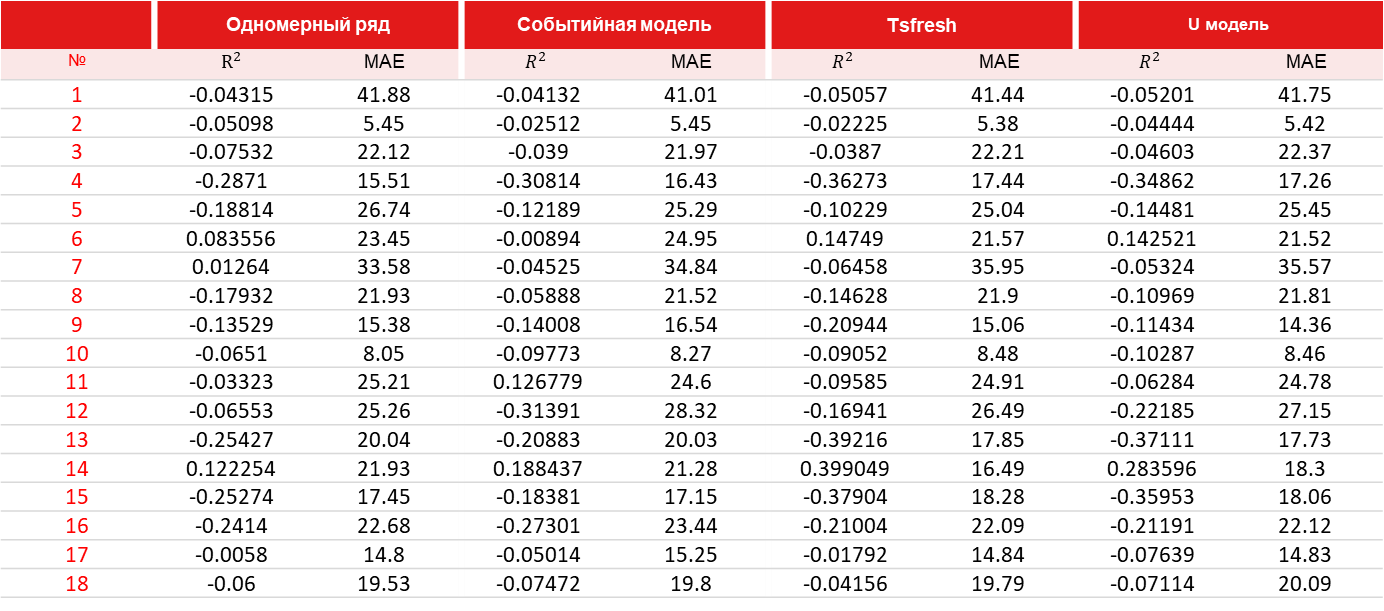 Одномерный ряд Событийная модель Tsfresh U модель
№ R² MAE R² MAE R² MAE R² MAE
1 -0.04315 41.88 -0.04132 41.01 -0.05057 41.44 -0.05201 41.75
2 -0.05098 5.45 -0.02512 5.45 -0.02225 5.38 -0.04444 5.42
3 -0.07532 22.12 -0.039 21.97 -0.0387 22.21 -0.04603 22.37
4 -0.2871 15.51 -0.30814 16.43 -0.36273 17.44 -0.34862 17.26
5 -0.18814 26.74 -0.12189 25.29 -0.10229 25.04 -0.14481 25.45
6 0.083556 23.45 -0.00894 24.95 0.14749 21.57 0.142521 21.52
7 0.01264 33.58 -0.04525 34.84 -0.06458 35.95 -0.05324 35.57
8 -0.17932 21.93 -0.05888 21.52 -0.14628 21.9 -0.10969 21.81
9 -0.13529 15.38 -0.14008 16.54 -0.20944 15.06 -0.11434 14.36
10 -0.0651 8.05 -0.09773 8.27 -0.09052 8.48 -0.10287 8.46
11 -0.03323 25.21 0.126779 24.6 -0.09585 24.91 -0.06284 24.78
12 -0.06553 25.26 -0.31391 28.32 -0.16941 26.49 -0.22185 27.15
13 -0.25427 20.04 -0.20883 20.03 -0.39216 17.85 -0.37111 17.73
14 0.122254 21.93 0.188437 21.28 0.399049 16.49 0.283596 18.3
15 -0.25274 17.45 -0.18381 17.15 -0.37904 18.28 -0.35953 18.06
16 -0.2414 22.68 -0.27301 23.44 -0.21004 22.09 -0.21191 22.12
17 -0.0058 14.8 -0.05014 15.25 -0.01792 14.84 -0.07639 14.83
18 -0.06 19.53 -0.07472 19.8 -0.04156 19.79 -0.07114 20.09